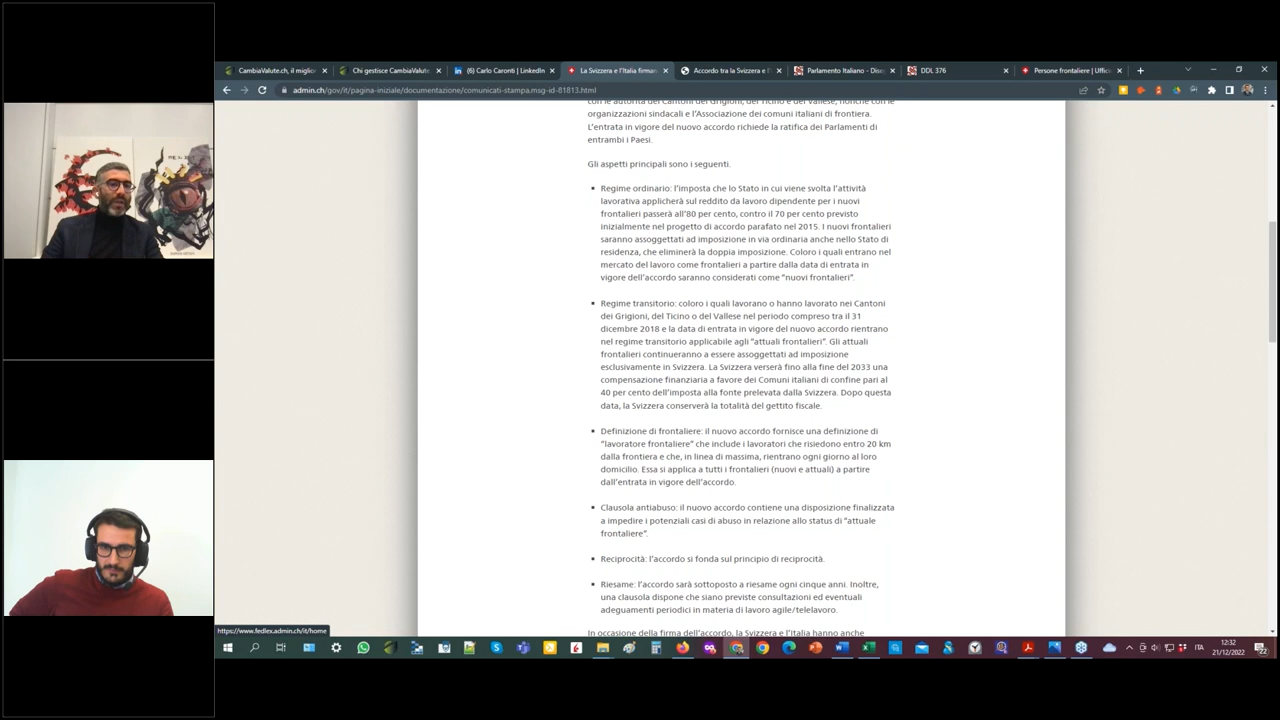 CambiaValute.ch, il miglior
Chi gestisce CambiaValute.
(6) Carlo Caronti | LinkedIn
La Svizzera e l'Italia firman
Accordo tra la Svizzera e l'I
Parlamento Italiano - Dise
DDL 376
Persone frontaliere | Uffic
admin.ch/gov/it/pagina-iniziale/documentazione/comunicati-stampa.msg-id-81813.html
con le autorità dei Cantoni dei Grigioni, del Ticino e del Vallese, nonché con le
organizzazioni sindacali e l'Associazione dei comuni italiani di frontiera.
L'entrata in vigore del nuovo accordo richiede la ratifica dei Parlamenti di
entrambi i Paesi.
Gli aspetti principali sono i seguenti.
▪ Regime ordinario: l'imposta che lo Stato in cui viene svolta l'attività
lavorativa applicherà sul reddito da lavoro dipendente per i nuovi
frontalieri passerà all'80 per cento, contro il 70 per cento previsto
inizialmente nel progetto di accordo parafato nel 2015. I nuovi frontalieri
saranno assoggettati ad imposizione in via ordinaria anche nello Stato di
residenza, che eliminerà la doppia imposizione. Coloro i quali entrano nel
mercato del lavoro come frontalieri a partire dalla data di entrata in
vigore dell'accordo saranno considerati come "nuovi frontalieri".
▪ Regime transitorio: coloro i quali lavorano o hanno lavorato nei Cantoni
dei Grigioni, del Ticino o del Vallese nel periodo compreso tra il 31
dicembre 2018 e la data di entrata in vigore del nuovo accordo rientrano
nel regime transitorio applicabile agli "attuali frontalieri". Gli attuali
frontalieri continueranno a essere assoggettati ad imposizione
esclusivamente in Svizzera. La Svizzera verserà fino alla fine del 2033 una
compensazione finanziaria a favore dei Comuni italiani di confine pari al
40 per cento dell'imposta alla fonte prelevata dalla Svizzera. Dopo questa
data, la Svizzera conserverà la totalità del gettito fiscale.
▪ Definizione di frontaliere: il nuovo accordo fornisce una definizione di
"lavoratore frontaliere" che include i lavoratori che risiedono entro 20 km
dalla frontiera e che, in linea di massima, rientrano ogni giorno al loro
domicilio. Essa si applica a tutti i frontalieri (nuovi e attuali) a partire
dall'entrata in vigore dell'accordo.
▪ Clausola antiabuso: il nuovo accordo contiene una disposizione finalizzata
a impedire i potenziali casi di abuso in relazione allo status di "attuale
frontaliere".
▪ Reciprocità: l'accordo si fonda sul principio di reciprocità.
▪ Riesame: l'accordo sarà sottoposto a riesame ogni cinque anni. Inoltre,
una clausola dispone che siano previste consultazioni ed eventuali
adeguamenti periodici in materia di lavoro agile/telelavoro.
In occasione della firma dell'accordo, la Svizzera e l'Italia hanno anche
https://www.fedlex.admin.ch/it/home
ITA
12:32
21/12/2022
22